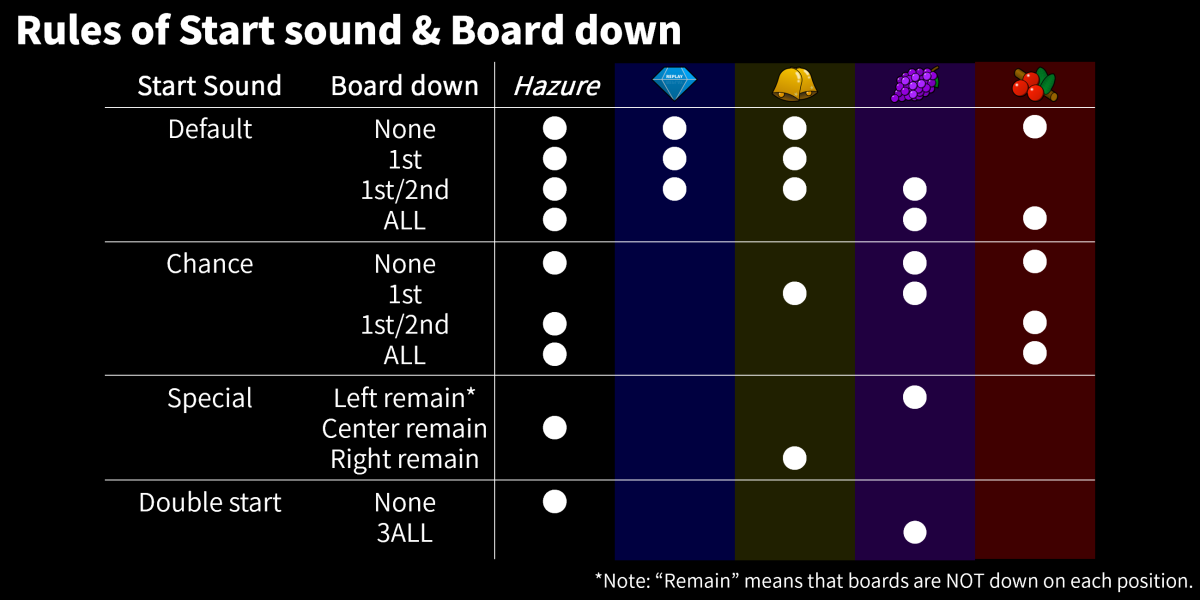 Rules of Start sound & Board down
Start Sound Board down Hazure REPLAY
Default None
1st
1st/2nd
ALL
Chance None
1st
1st/2nd
ALL
Special Left remain*
Center remain
Right remain
Double start None
3ALL
*Note: “Remain” means that boards are NOT down on each position.